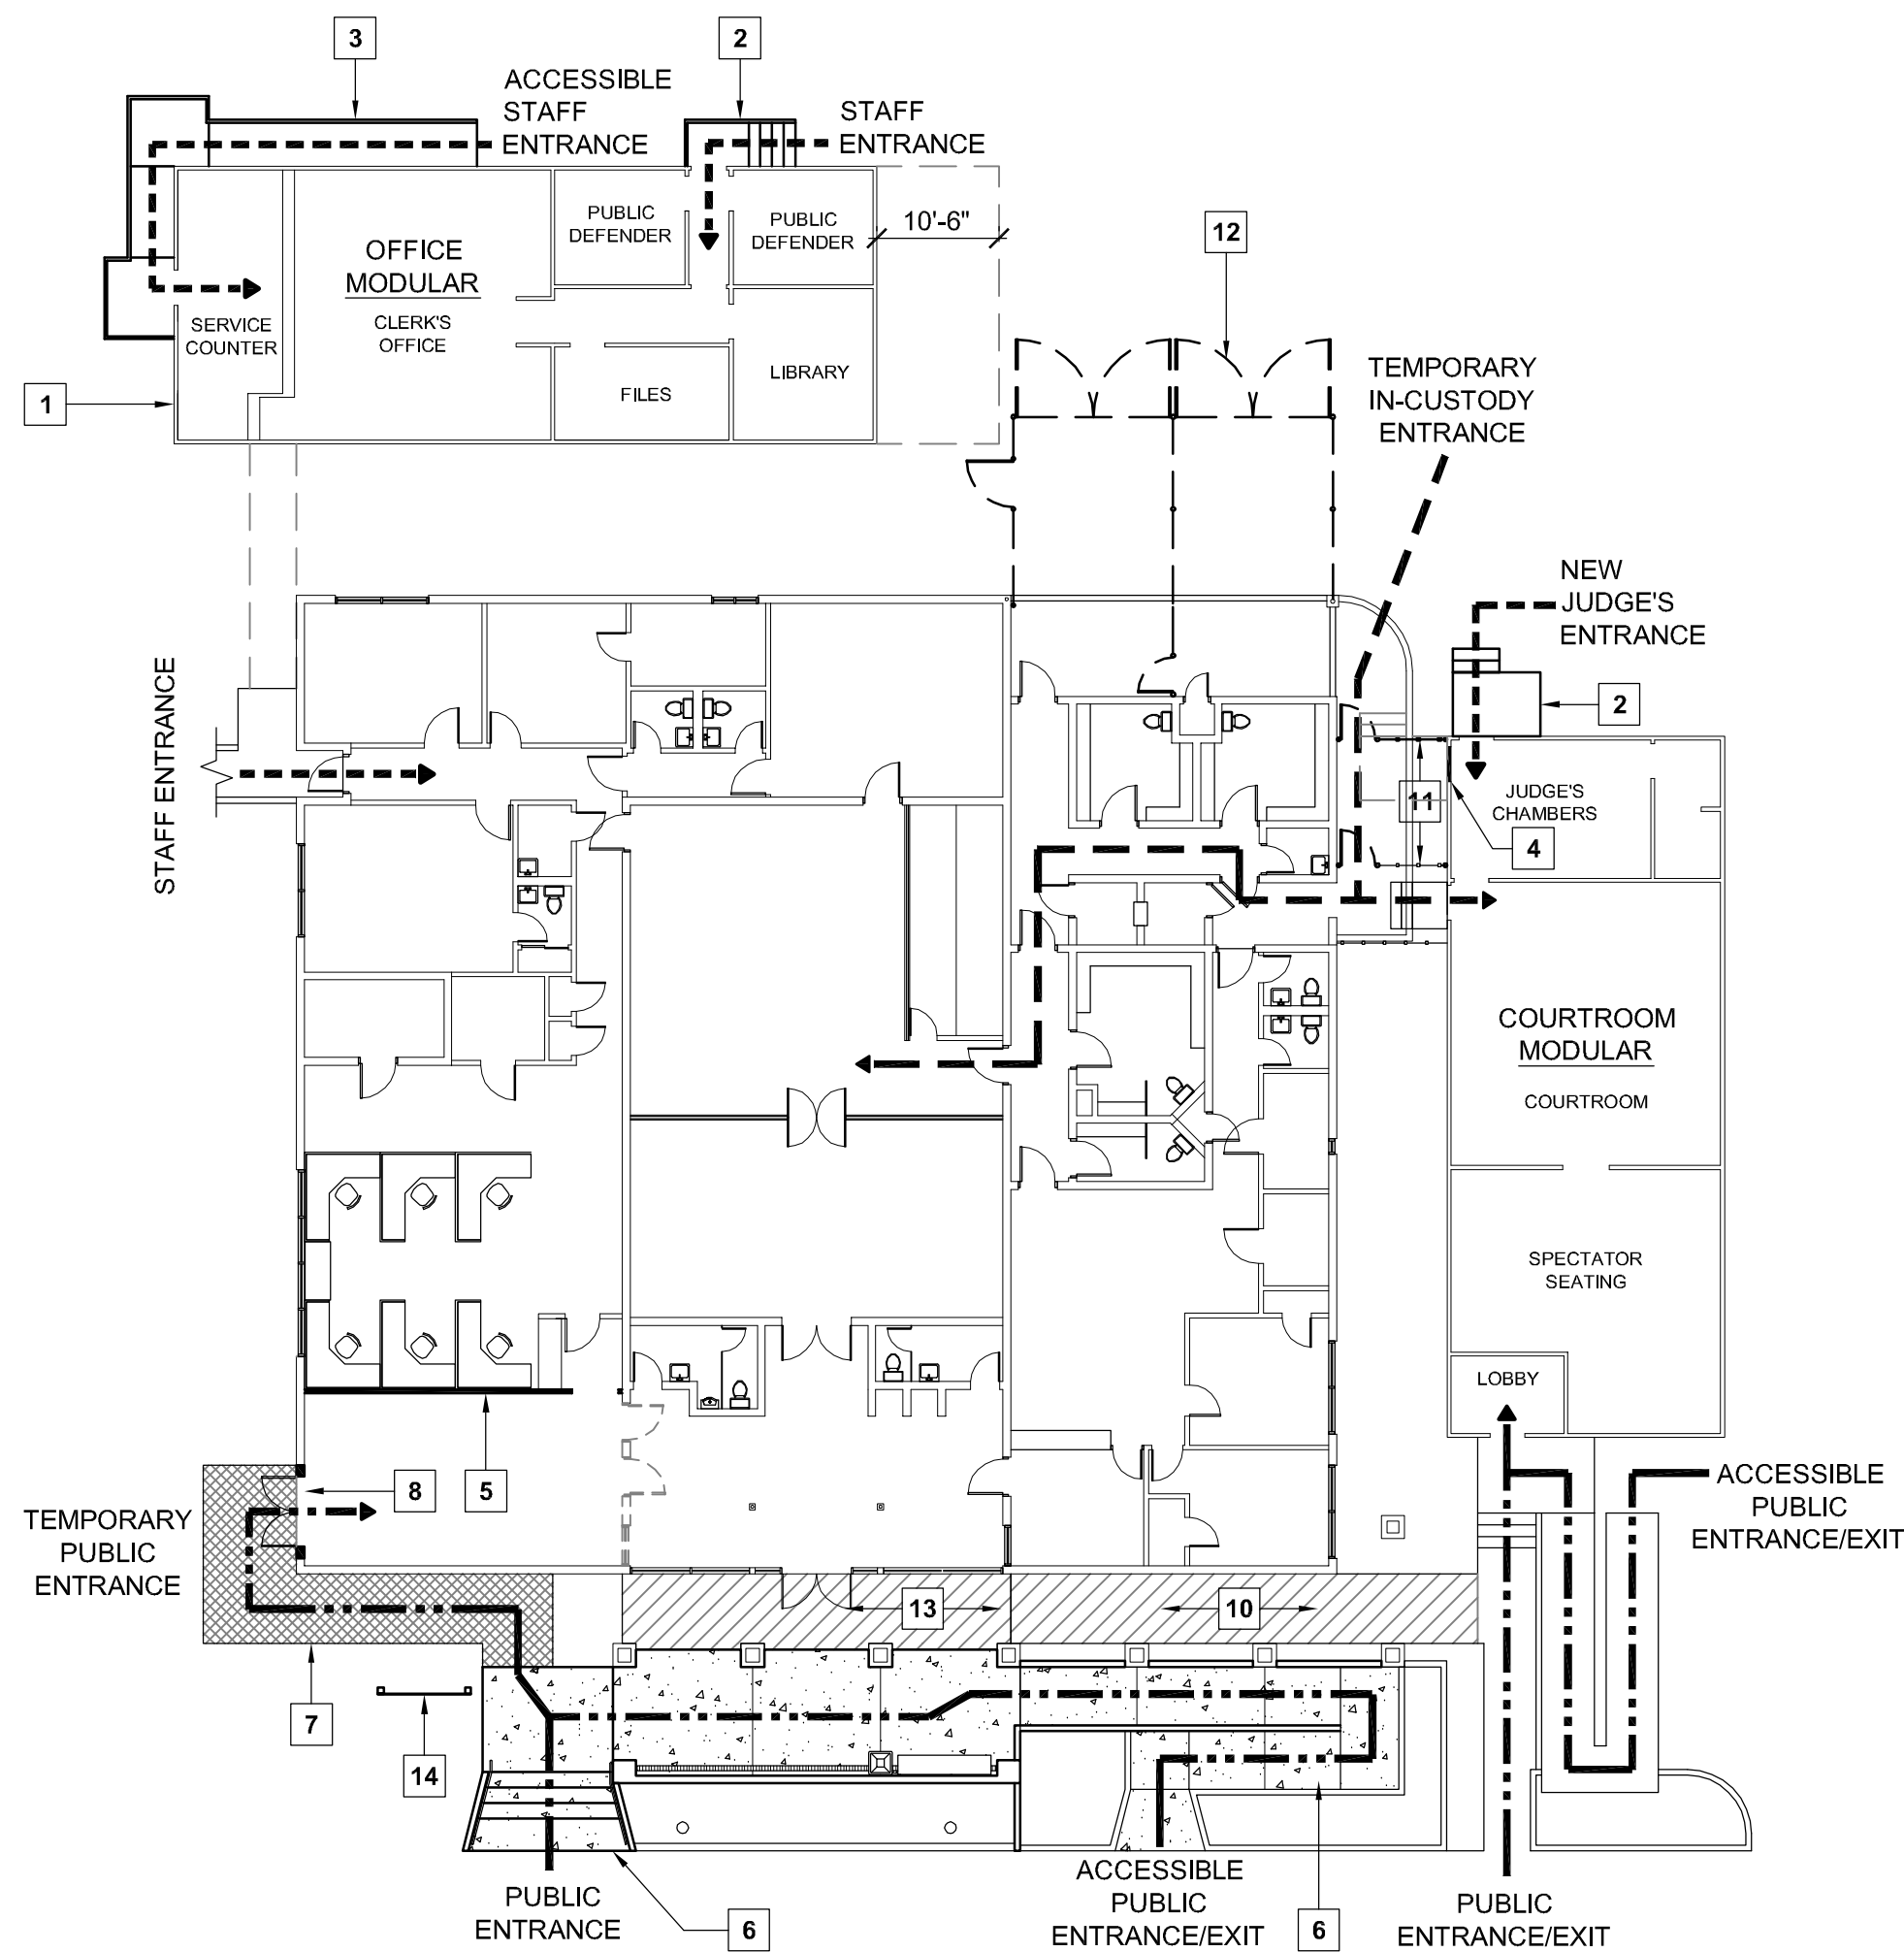 3
2
ACCESSIBLE
STAFF
ENTRANCE
STAFF
ENTRANCE
PUBLIC
DEFENDER
PUBLIC
DEFENDER
10'-6"
12
OFFICE
MODULAR
CLERK'S
OFFICE
SERVICE
COUNTER
FILES
LIBRARY
1
TEMPORARY
IN-CUSTODY
ENTRANCE
NEW
JUDGE'S
ENTRANCE
2
STAFF ENTRANCE
11
JUDGE'S
CHAMBERS
4
COURTROOM
MODULAR
COURTROOM
SPECTATOR
SEATING
LOBBY
5
8
TEMPORARY
PUBLIC
ENTRANCE
ACCESSIBLE
PUBLIC
ENTRANCE/EXIT
13
10
7
14
PUBLIC
ENTRANCE
6
ACCESSIBLE
PUBLIC
ENTRANCE/EXIT
6
PUBLIC
ENTRANCE/EXIT